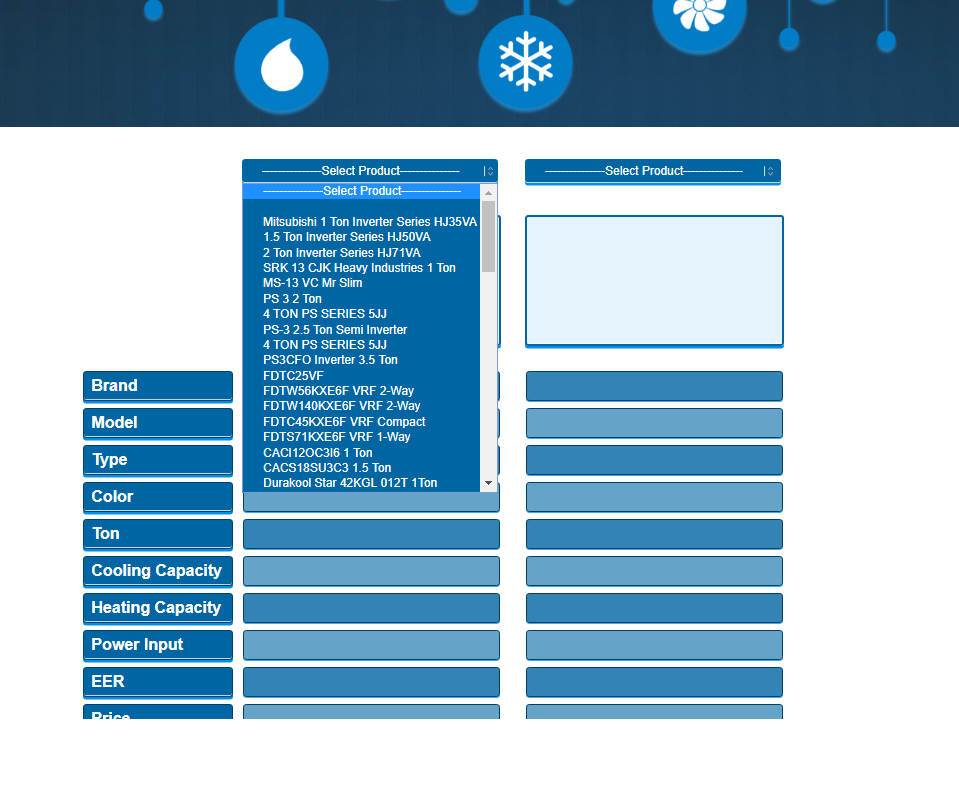 ------------------Select Product------------------
------------------Select Product------------------
------------------Select Product------------------
Mitsubishi 1 Ton Inverter Series HJ35VA
1.5 Ton Inverter Series HJ50VA
2 Ton Inverter Series HJ71VA
SRK 13 CJK Heavy Industries 1 Ton
MS-13 VC Mr Slim
PS 3 2 Ton
4 TON PS SERIES 5JJ
PS-3 2.5 Ton Semi Inverter
4 TON PS SERIES 5JJ
PS3CFO Inverter 3.5 Ton
FDTC25VF
FDTW56KXE6F VRF 2-Way
FDTW140KXE6F VRF 2-Way
FDTC45KXE6F VRF Compact
FDTS71KXE6F VRF 1-Way
CACI12OC3I6 1 Ton
CACS18SU3C3 1.5 Ton
Durakool Star 42KGL 012T 1Ton
Brand
Model
Type
Color
Ton
Cooling Capacity
Heating Capacity
Power Input
EER
Price